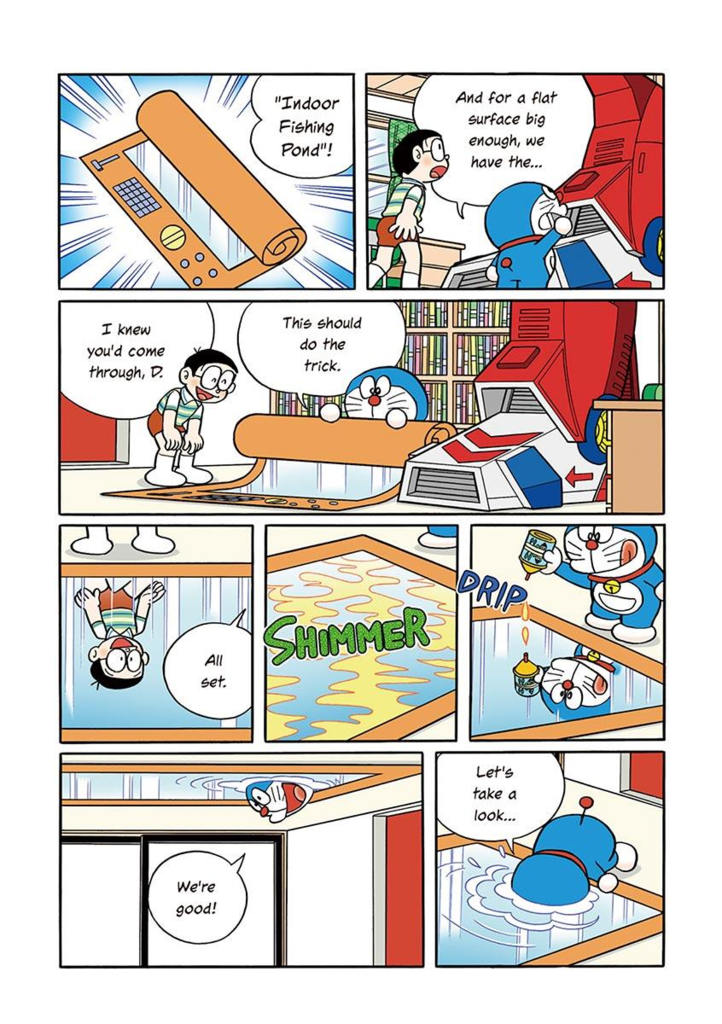 "Indoor
Fishing
Pond"!
And for a flat
surface big
enough, we
have the...
I knew
you'd come
through, D.
This should
do the
trick.
All
set.
SHIMMER
DRIP
Let's
take a
look...
We're
good!